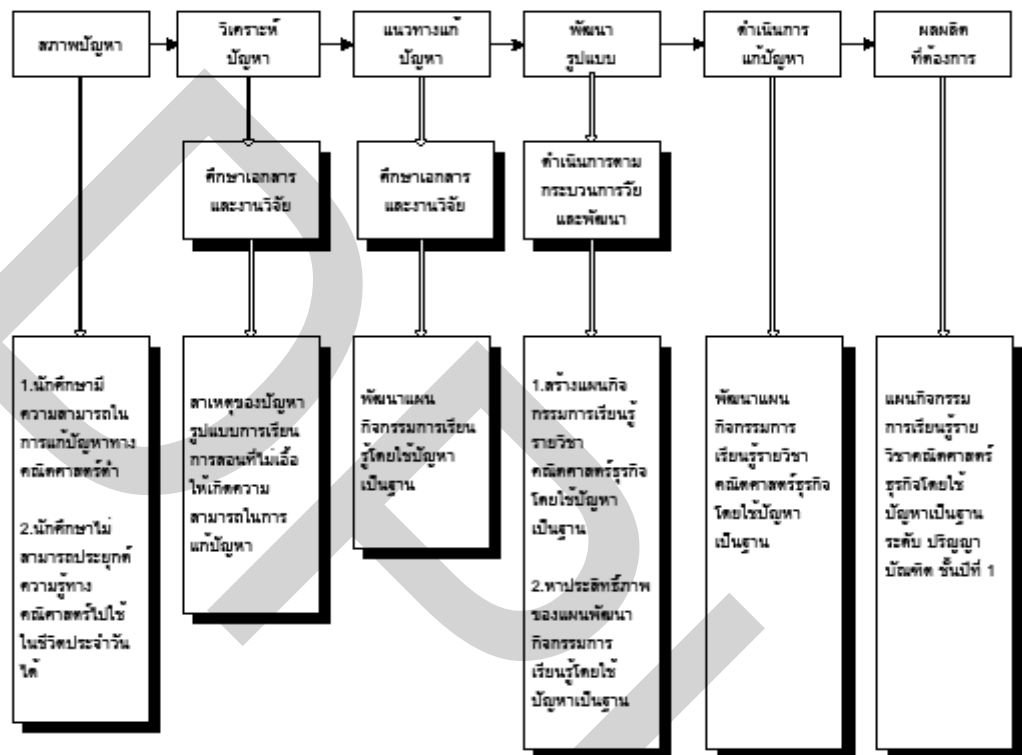 สภาพปัญหา
วิเคราะห์
ปัญหา
แนวทางแก้
ปัญหา
พัฒนา
รูปแบบ
ดำเนินการ
แก้ปัญหา
ผลผลิต
ที่ต้องการ
ศึกษาเอกสาร
และงานวิจัย
ศึกษาเอกสาร
และงานวิจัย
ดำเนินการตาม
กระบวนการวัย
และพัฒนา
1.นักศึกษามี
ความสามารถใน
การแก้ปัญหาทาง
คณิตศาสตร์ต่ำ
2.นักศึกษาไม่
สามารถประยุกต์
ความรู้ทาง
คณิศาสตร์ไปใช้
ในชีวิตประจำวัน
ได้
สาเหตุของปัญหา
รูปแบบการเรียน
การสอนที่ไม่เอื้อ
ให้เกิดความ
สามารถในการ
แก้ปัญหา
พัฒนาแผน
กิจกรรมการเรียน
รู้โดยใช้ปัญหา
เป็นฐาน
1.สร้างแผนกิจ
กรรมการเรียนรู้
รายวิชา
คณิตศาสตร์ธุรกิจ
โดยใช้ปัญหา
เป็นฐาน
2.หาประสิทธิ์ภาพ
ของแผนพัฒนา
กิจกรรมการ
เรียนรู้โดยใช้
ปัญหาเป็นฐาน
พัฒนาแผน
กิจกรรมการ
เรียนรู้รายวิชา
คณิตศาสตร์ธุรกิจ
โดยใช้ปัญหา
เป็นฐาน
แผนกิจกรรม
การเรียนรู้ราย
วิชาคณิตศาสตร์
ธุรกิจโดยใช้
ปัญหาเป็นฐาน
ระดับ ปริญญา
บัณฑิต ชั้นปีที่ 1